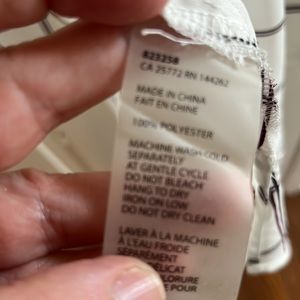 823258
CA 25772 RN 144262
MADE IN CHINA
FAIT EN CHINE
100% POLYESTER
MACHINE WASH COLD
SEPARATELY
AT GENTLE CYCLE
DO NOT BLEACH
HANG TO DRY
IRON ON LOW
DO NOT DRY CLEAN
LAVER À LA MACHINE
À L'EAU FROIDE
SÉPARÉMENT
POUR